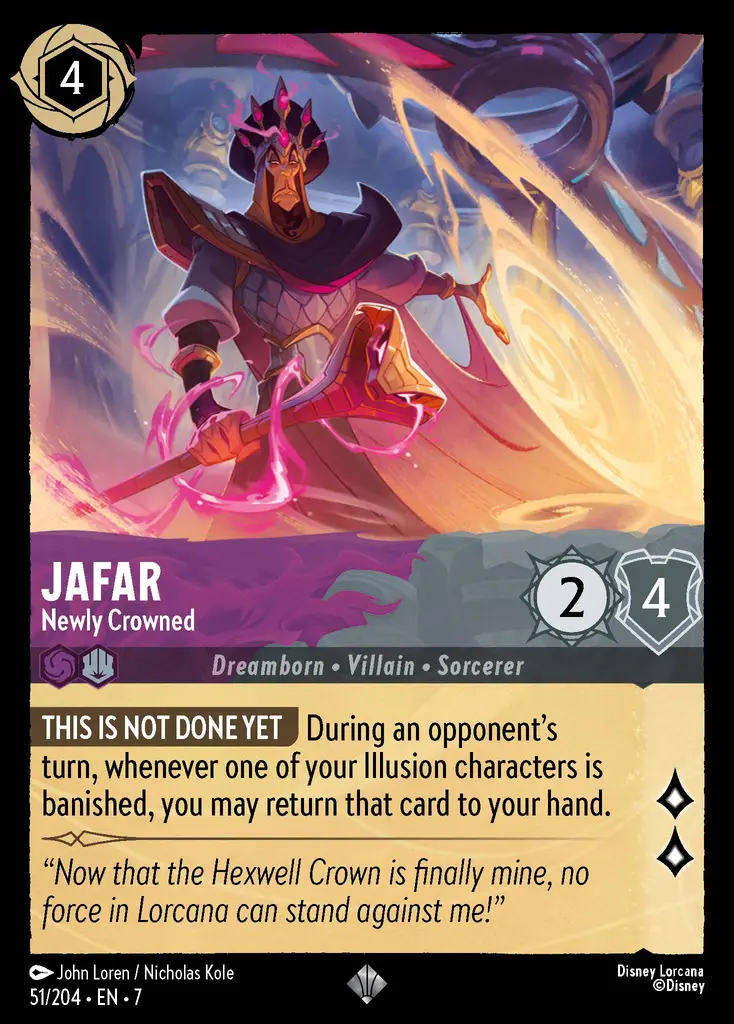 4
JAFAR
Newly Crowned
2 4
Dreamborn • Villain • Sorcerer
THIS IS NOT DONE YET During an opponent’s
turn, whenever one of your Illusion characters is
banished, you may return that card to your hand.
“Now that the Hexwell Crown is finally mine, no
force in Lorcana can stand against me!”
John Loren / Nicholas Kole
51/204 • EN • 7
Disney Lorcana
©Disney